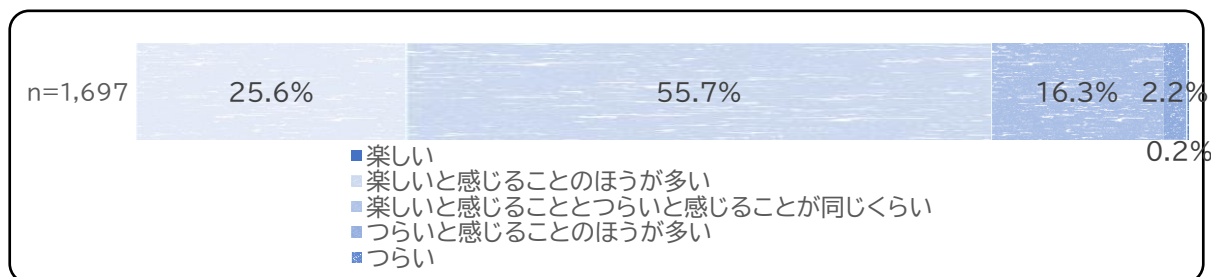 n=1,697 25.6% 55.7% 16.3% 2.2%
0.2%
楽しい
楽しいと感じることのほうが多い
楽しいと感じることとつらいと感じることが同じくらい
つらいと感じることのほうが多い
つらい